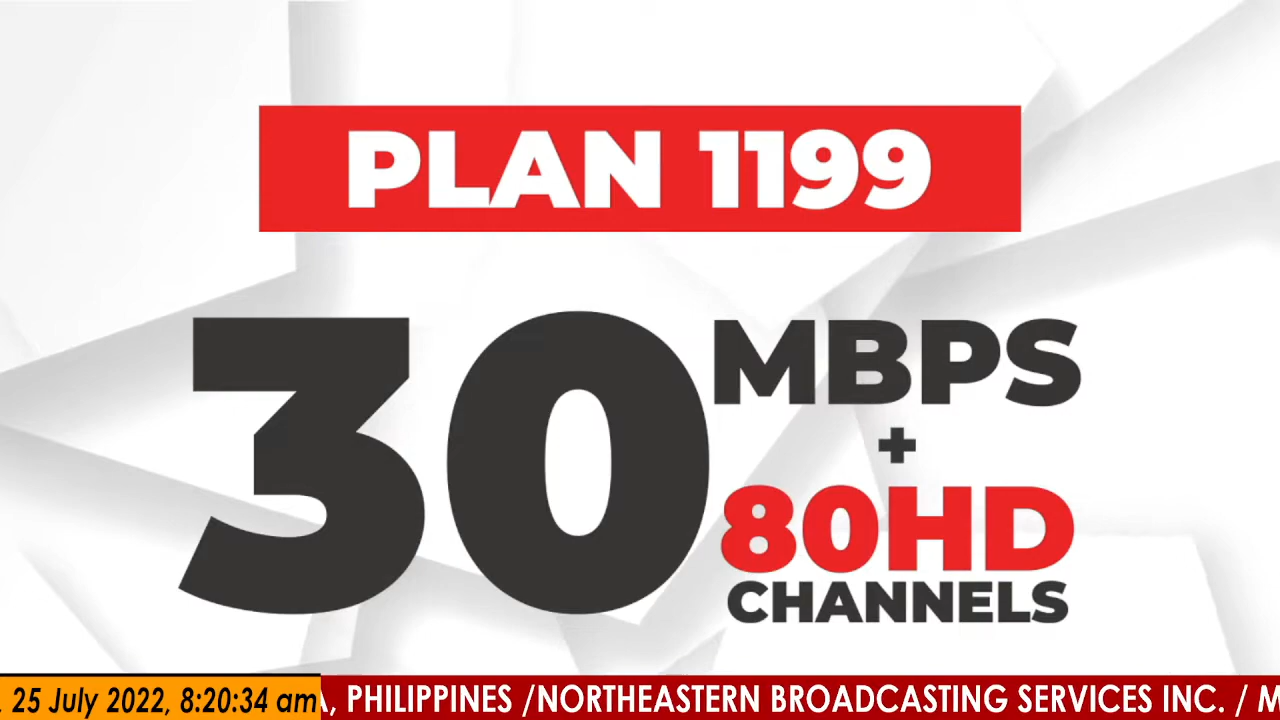 PLAN 1199
30 MBPS
+
80HD
CHANNELS
25 July 2022, 8:20:34 am
, PHILIPPINES /NORTHEASTERN BROADCASTING SERVICES INC. /